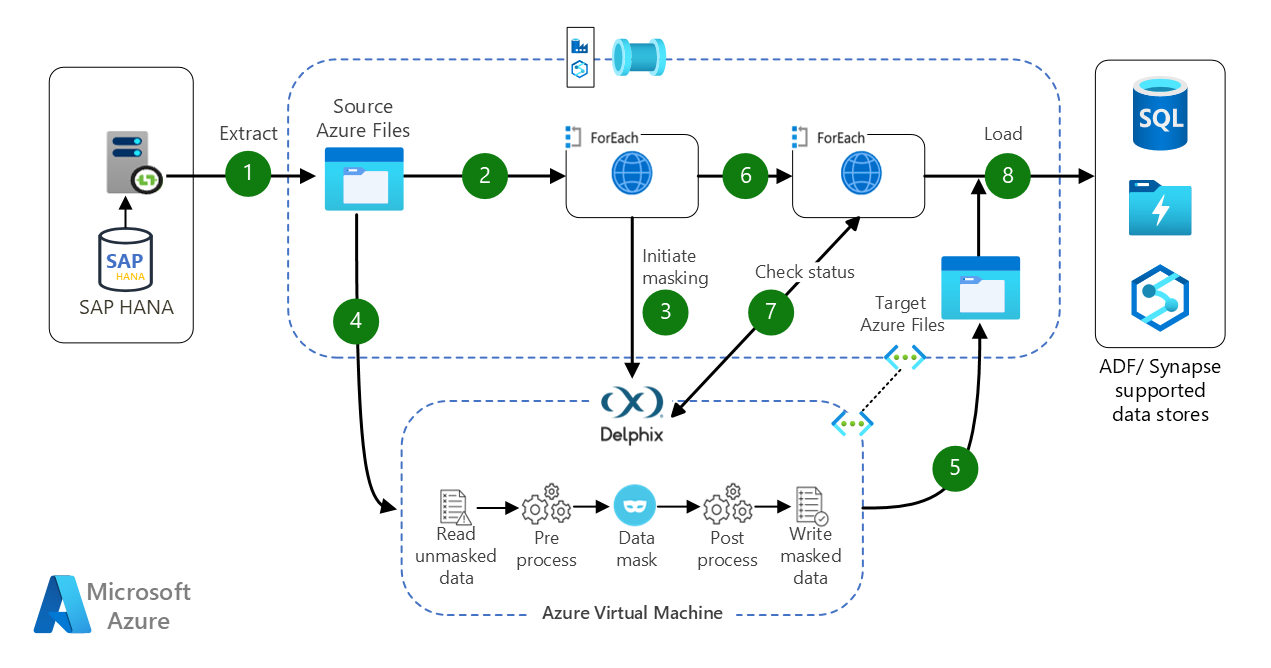 Source
Azure Files
Extract
1
2
ForEach
6
ForEach
Load
8
SQL
SAP
HANA
SAP HANA
4
Initiate
masking
3
Check status
7
Target
Azure Files
ADF/ Synapse
supported
data stores
Delphix
5
Read
unmasked
data
Pre
process
Data
mask
Post
process
Write
masked
data
Azure Virtual Machine
Microsoft
Azure